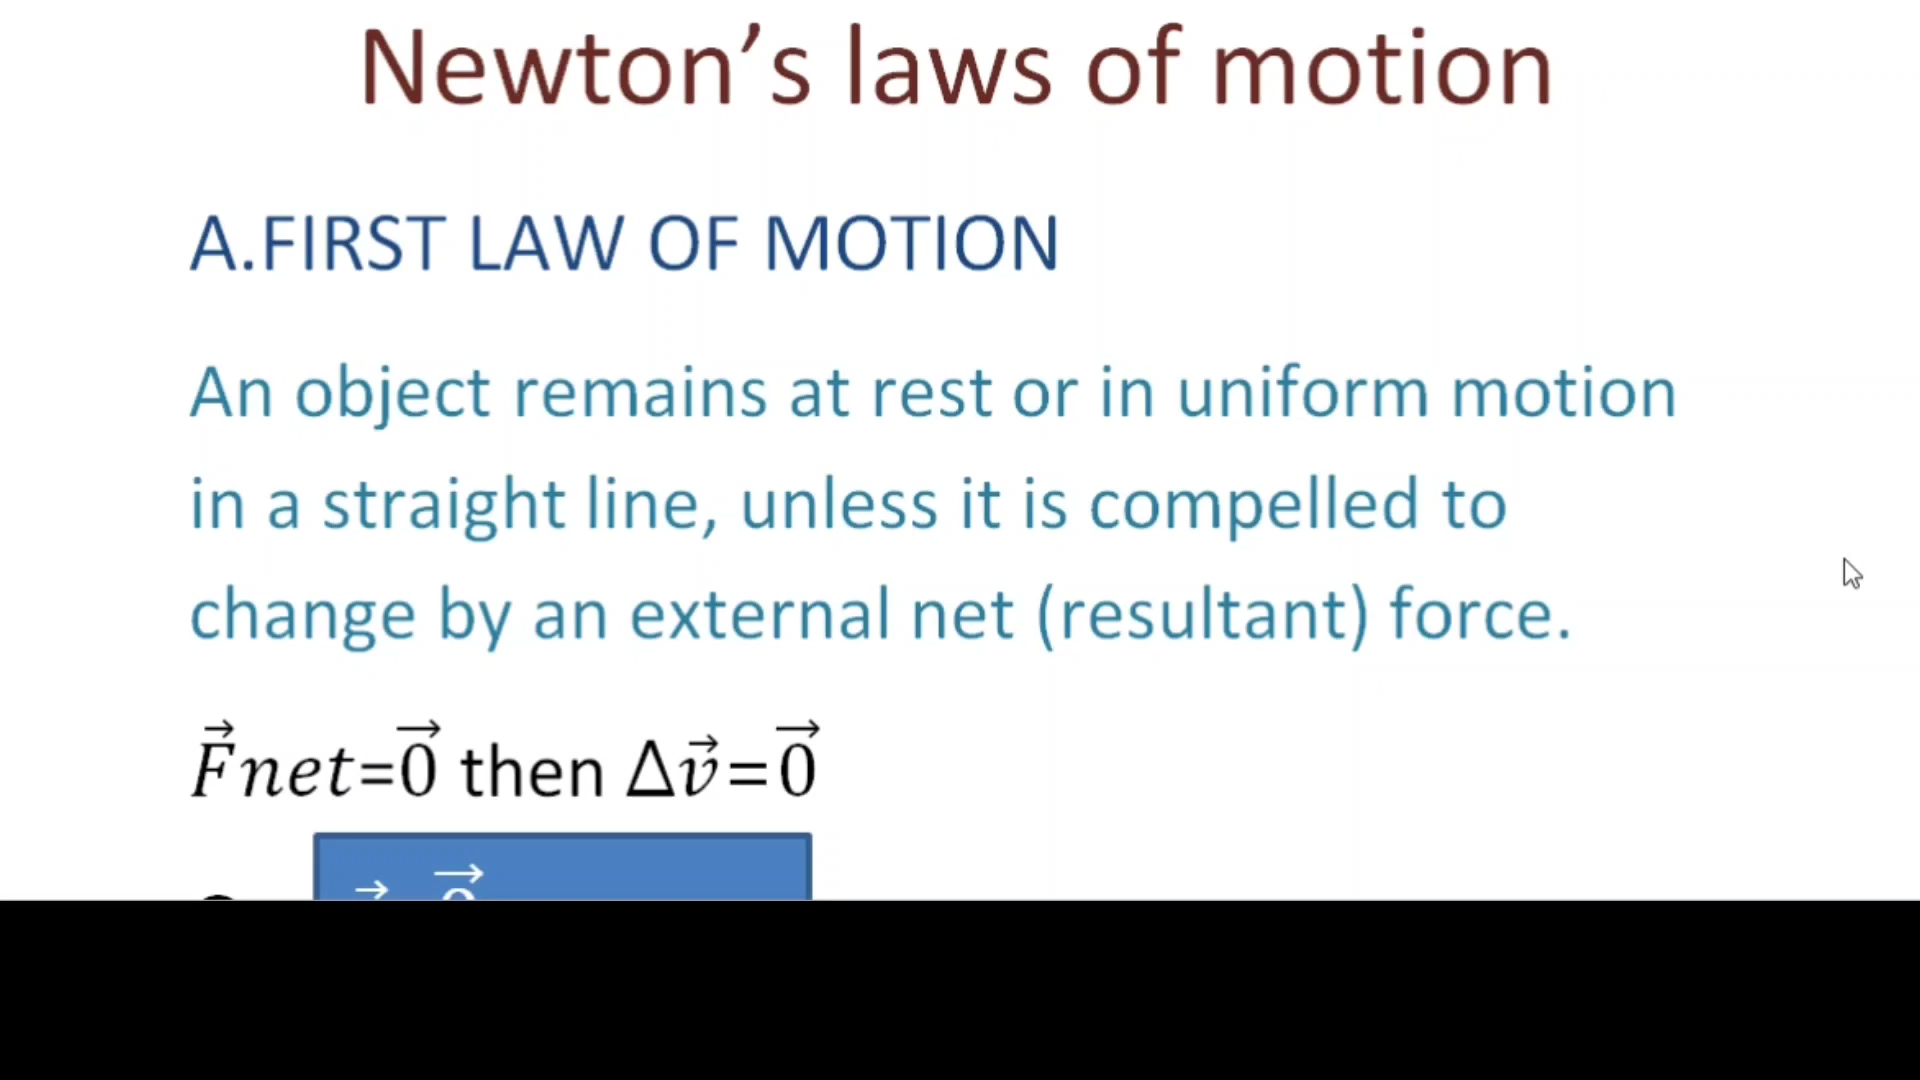 Newton’s laws of motion
A.FIRST LAW OF MOTION
An object remains at rest or in uniform motion
in a straight line, unless it is compelled to
change by an external net (resultant) force.
F⃗net=0⃗ then Δv⃗=0⃗